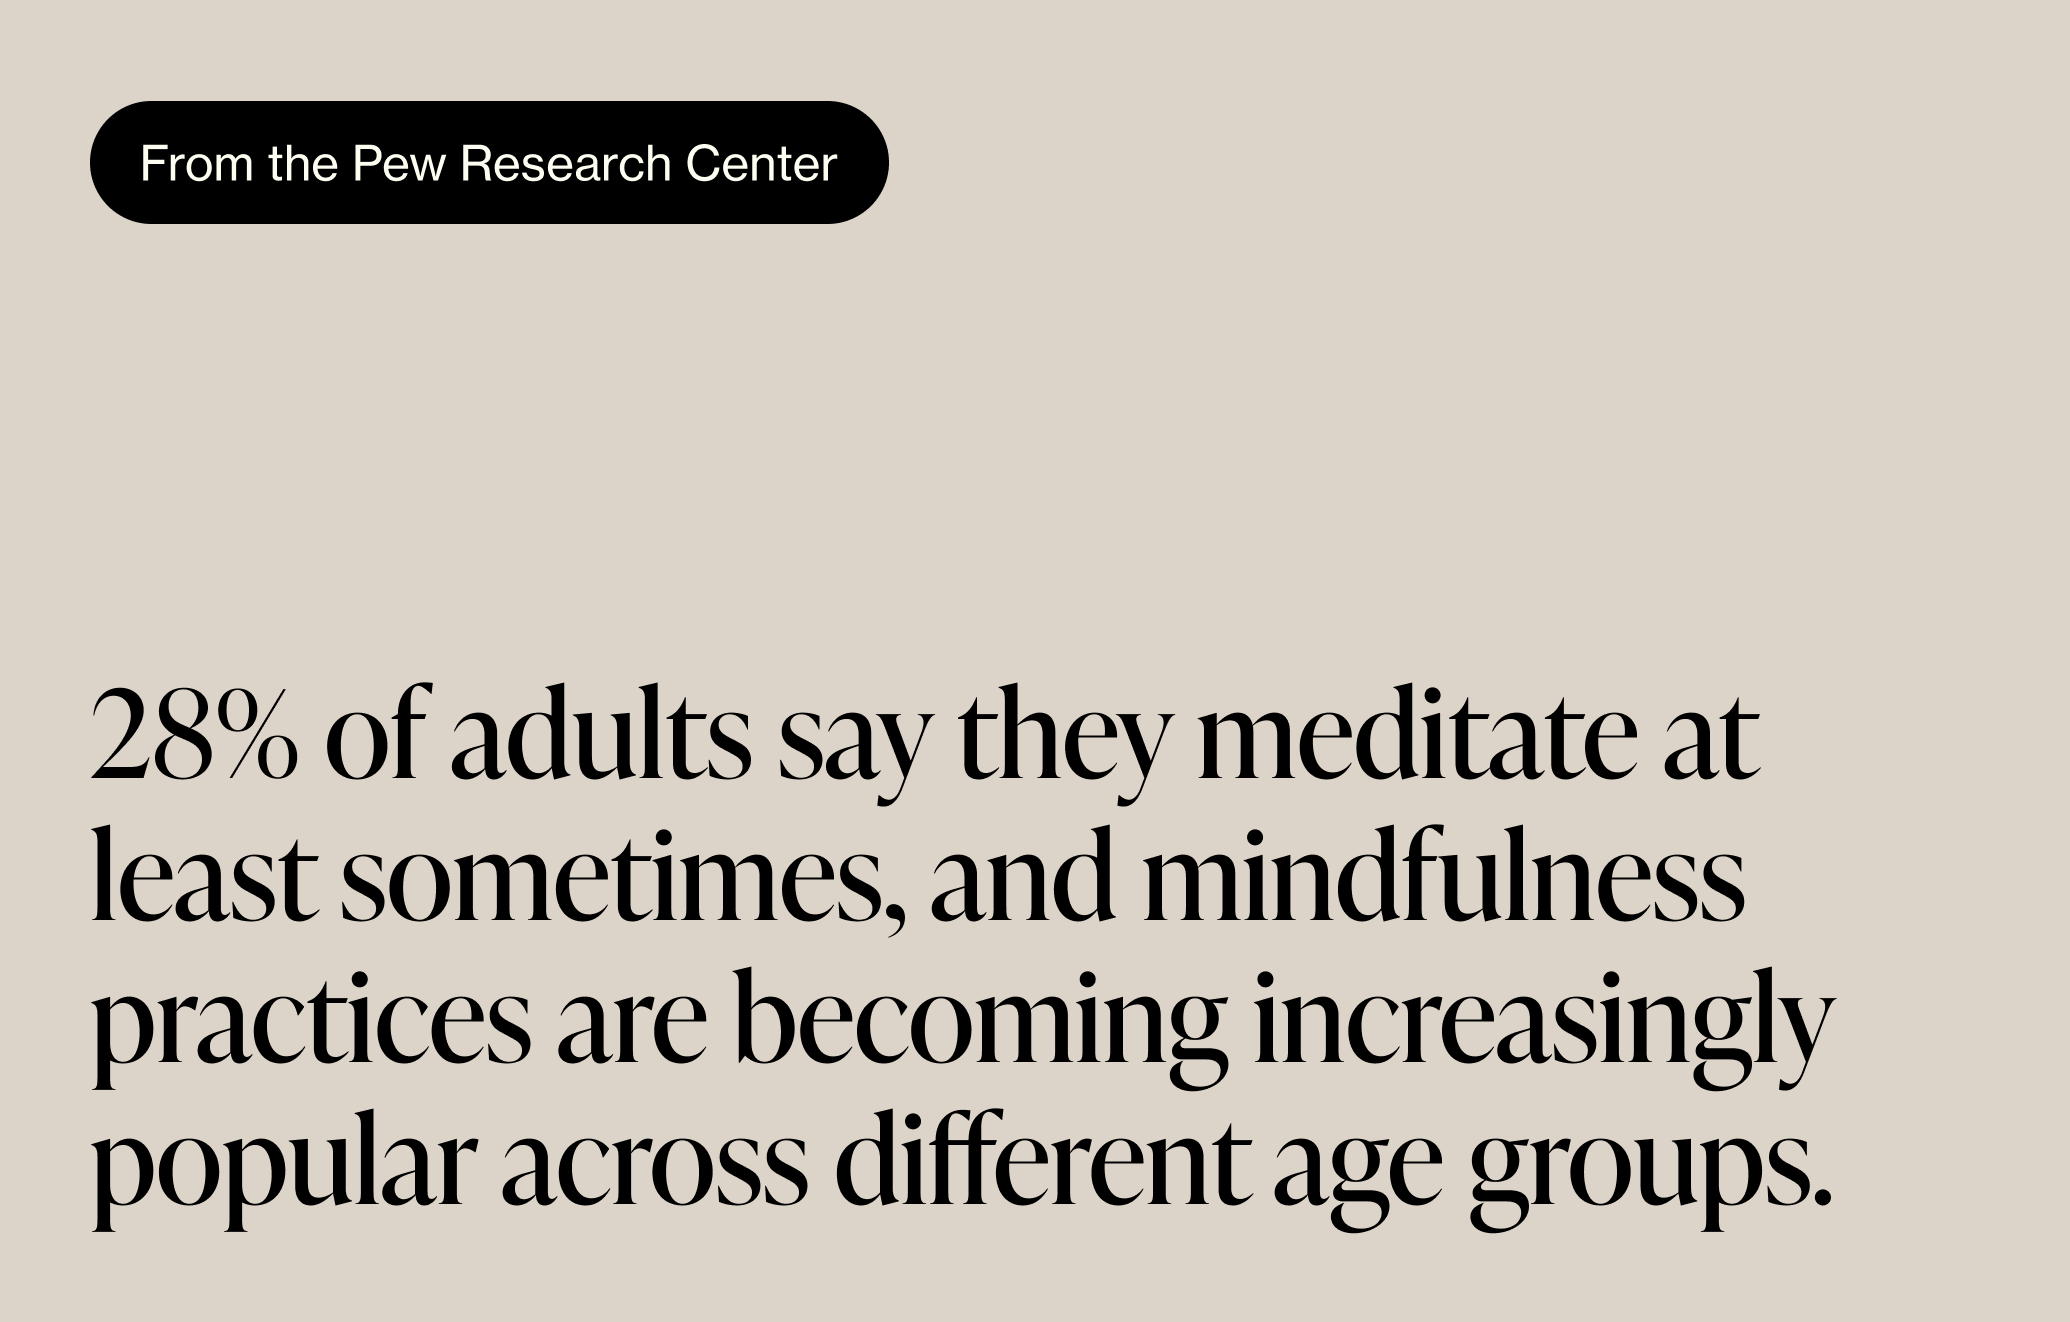 From the Pew Research Center
28% of adults say they meditate at
least sometimes, and mindfulness
practices are becoming increasingly
popular across different age groups.